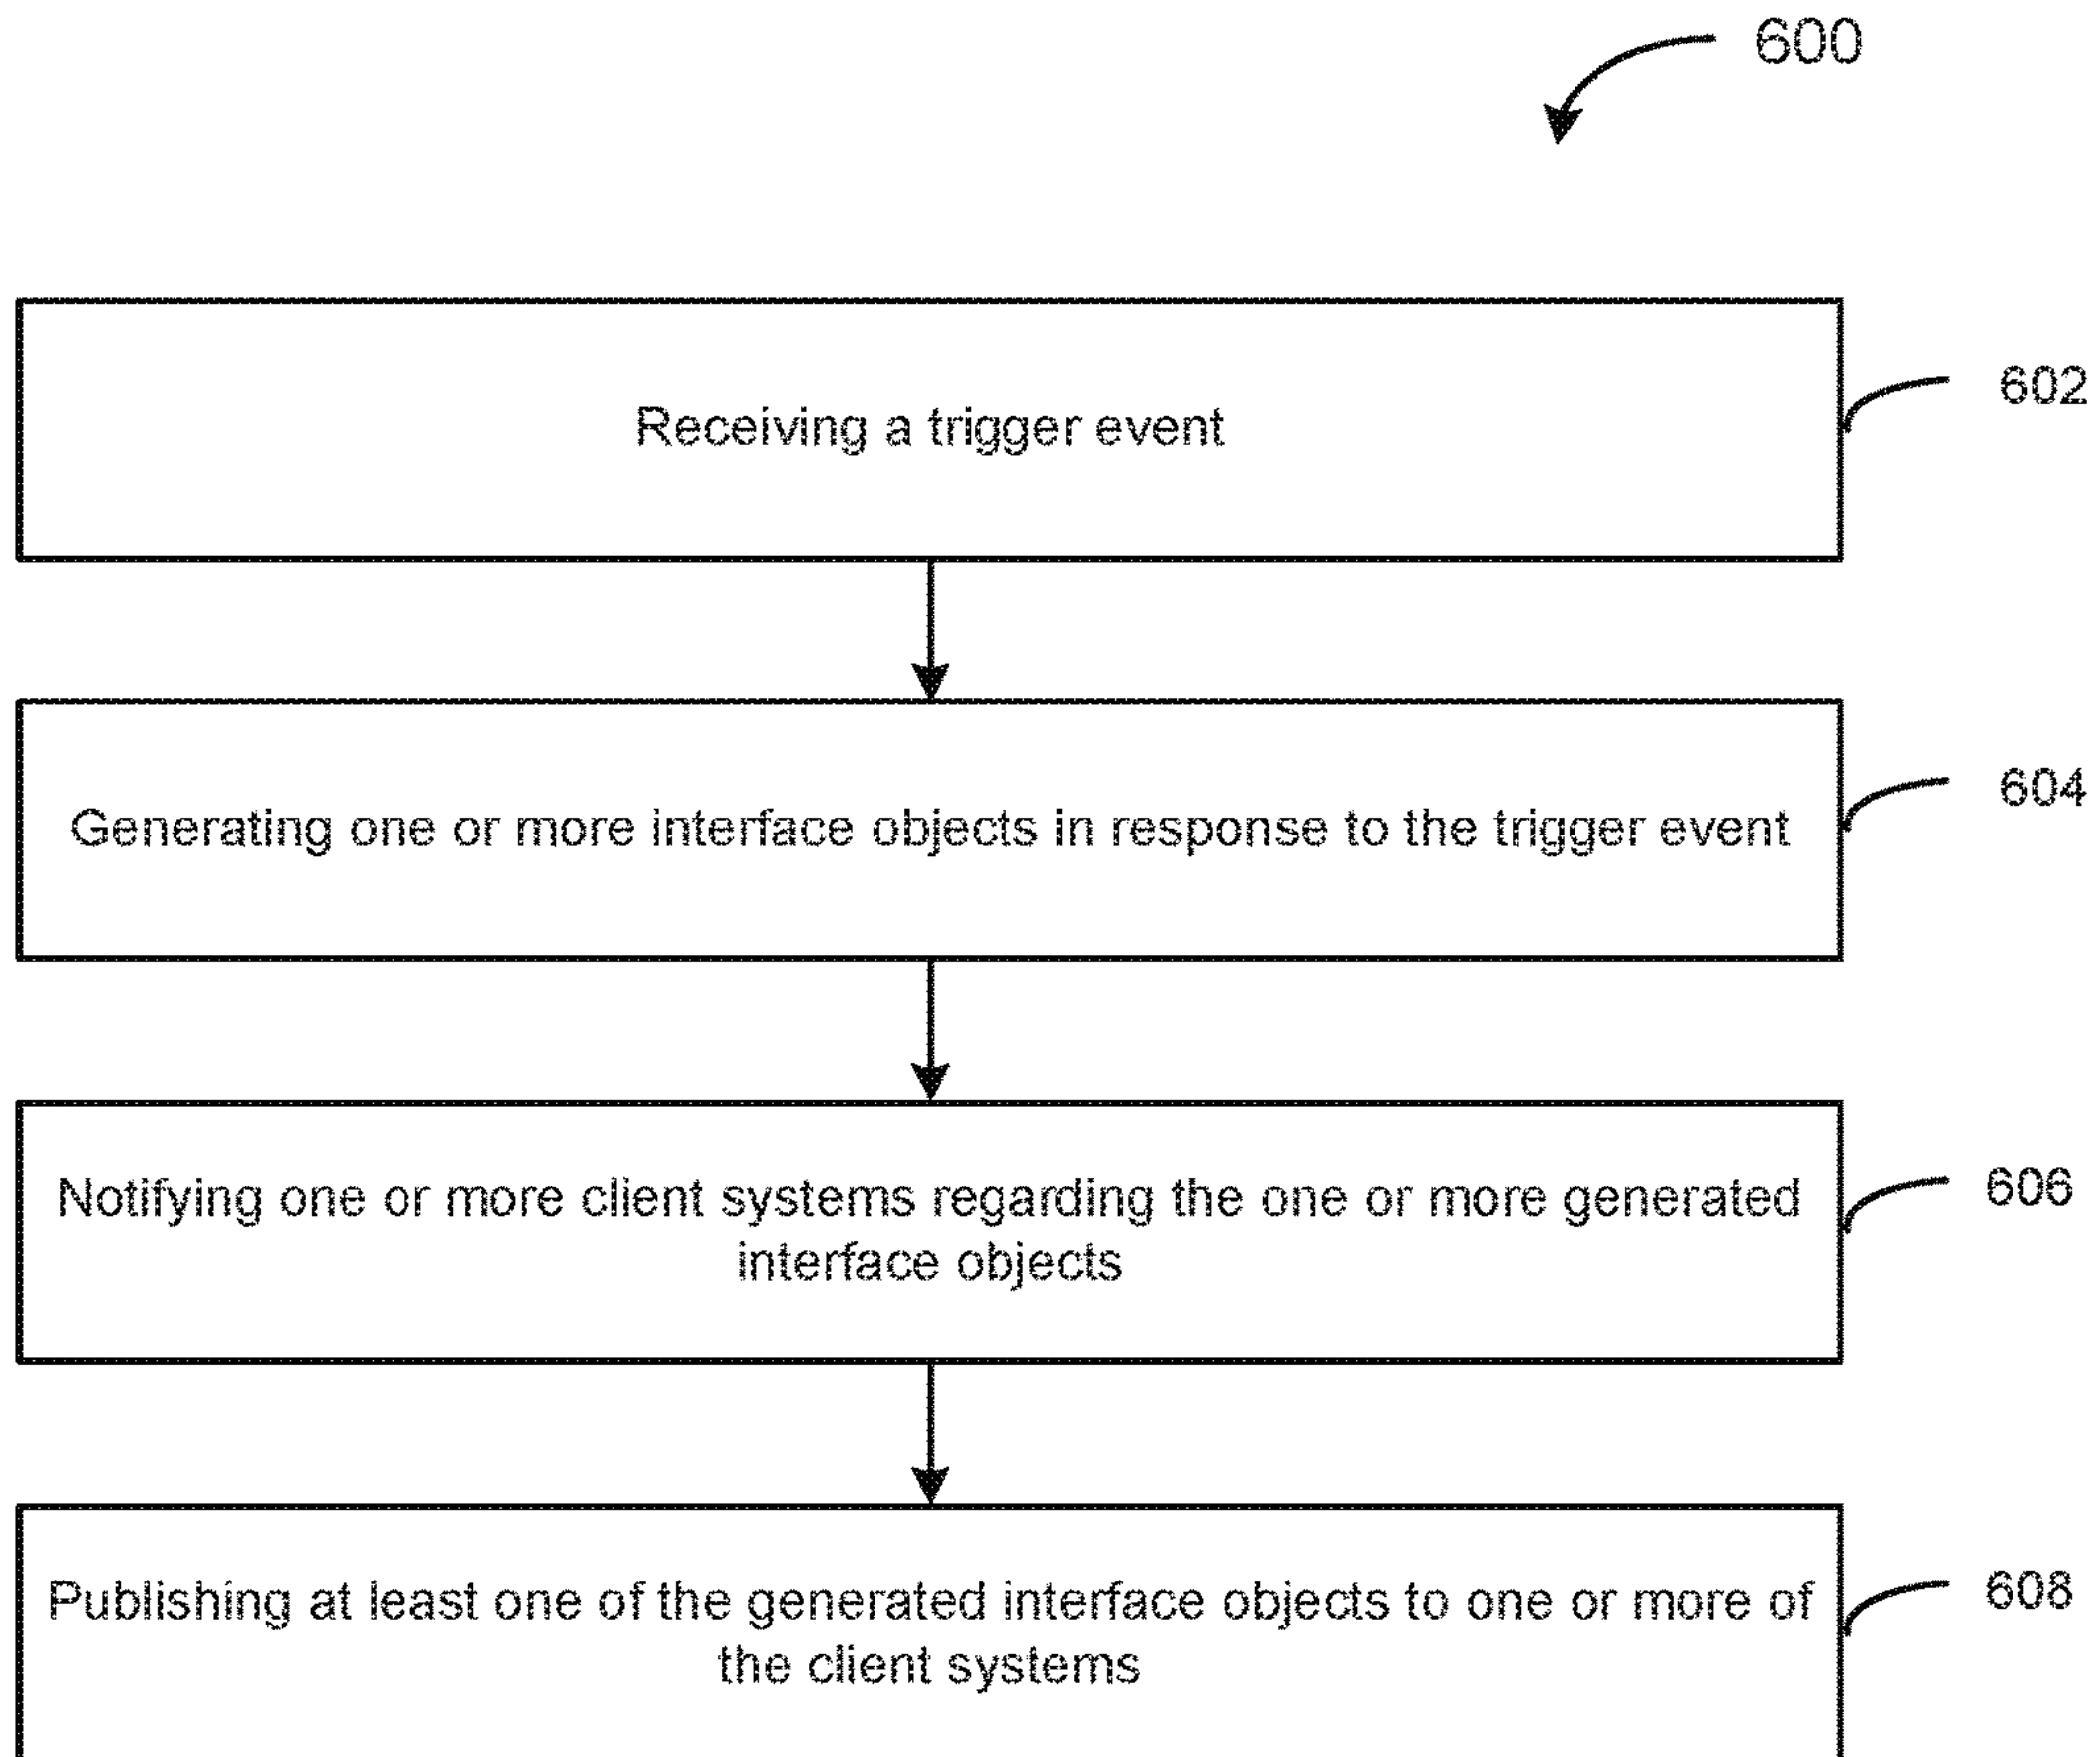 600
Receiving a trigger event
602
Generating one or more interface objects in response to the trigger event
604
Notifying one or more client systems regarding the one or more generated
interface objects
606
Publishing at least one of the generated interface objects to one or more of
the client systems
608